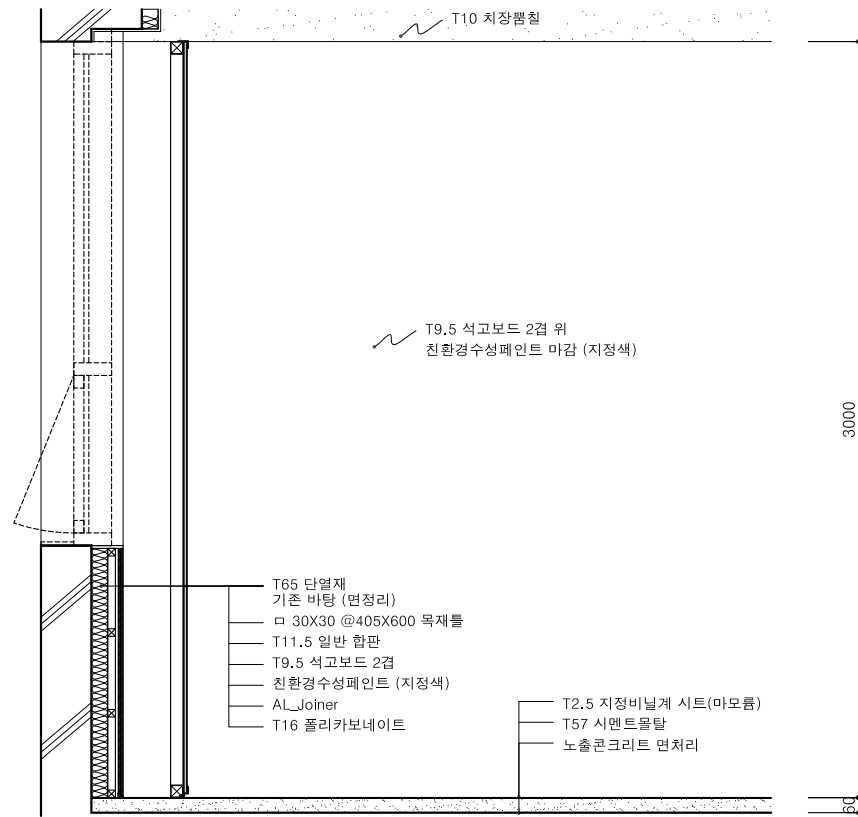 T10 치장뿜칠
T9.5 석고보드 2겹 위
친환경수성페인트 마감 (지정색)
3000
T65 단열재
기존 바탕 (면정리)
ㅁ 30X30 @405X600 목재틀
T11.5 일반 합판
T9.5 석고보드 2겹
친환경수성페인트 (지정색)
AL_Joiner
T16 폴리카보네이트
T2.5 지정비닐계 시트(마모륨)
T57 시멘트몰탈
노출콘크리트 면처리
60